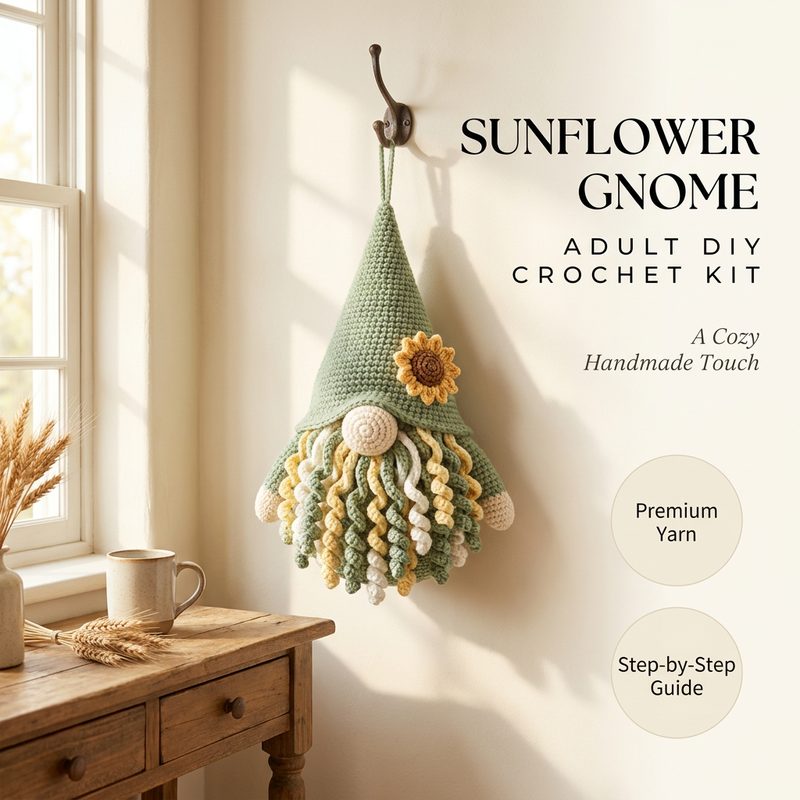 SUNFLOWER
GNOME
ADULT DIY
CROCHET KIT
A Cozy
Handmade Touch
Premium
Yarn
Step-by-Step
Guide